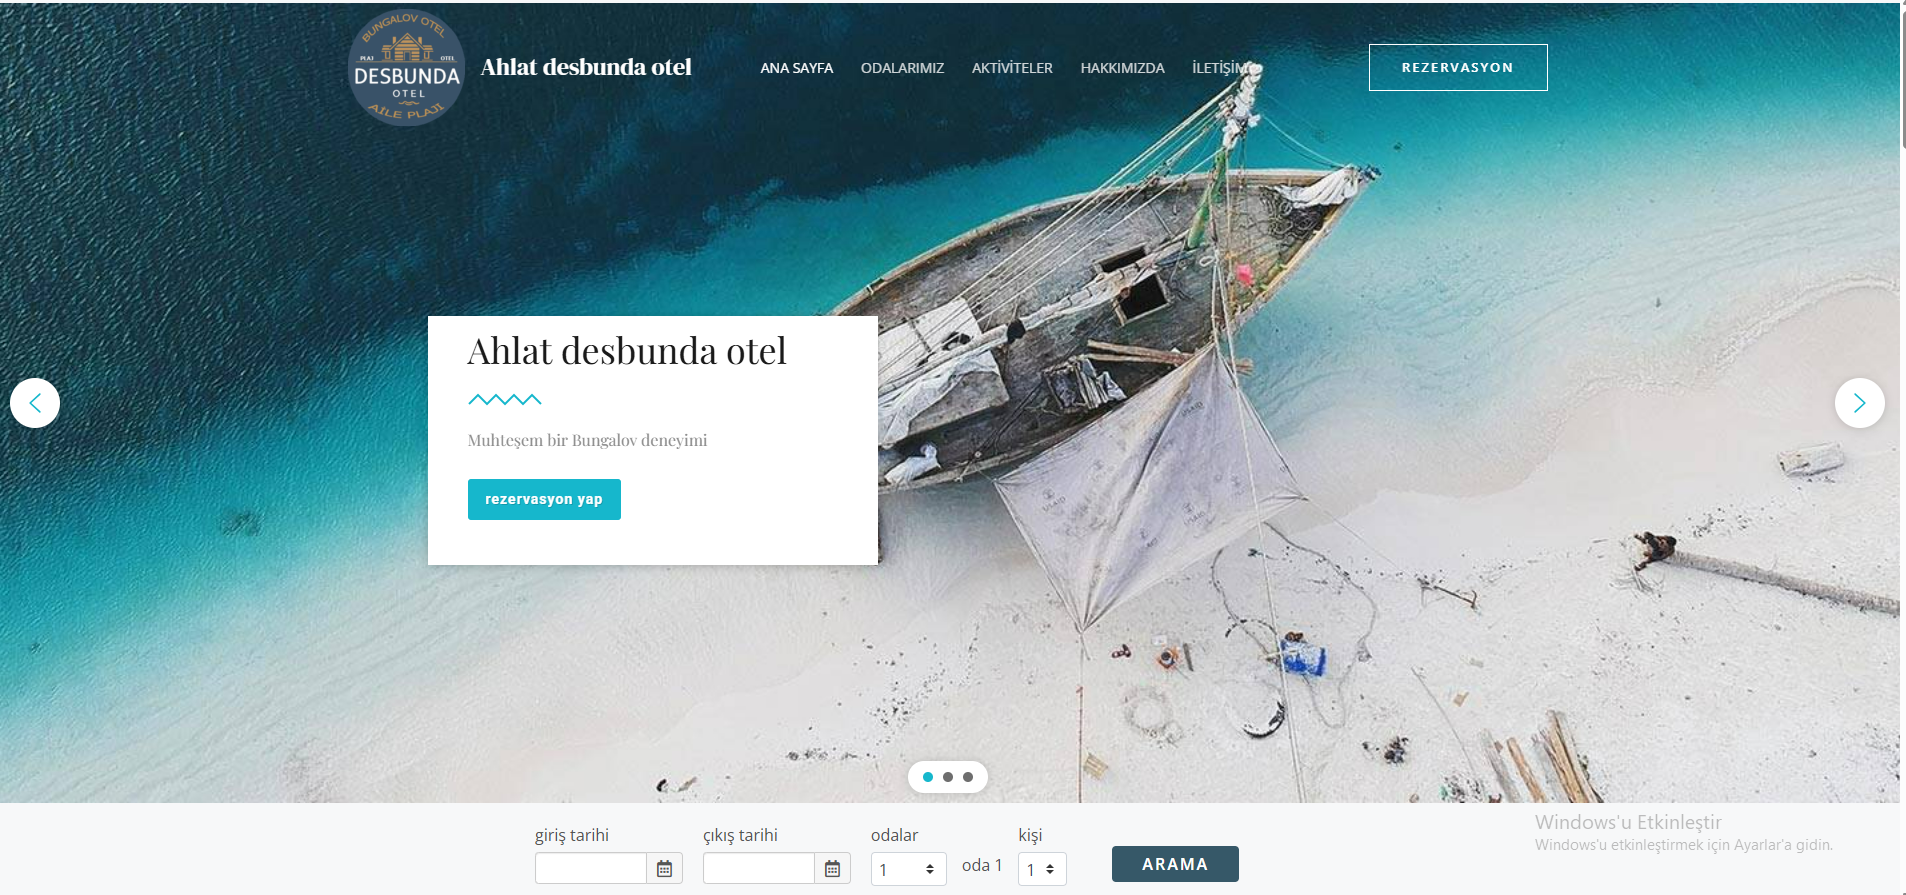 BUNGALOV OTEL
PLAJ OTEL
DESBUNDA
OTEL
AİLE PLAJI
Ahlat desbunda otel
ANA SAYFA ODALARIMIZ AKTİVİTELER HAKKIMIZDA İLETİŞİM
REZERVASYON
Ahlat desbunda otel
Muhteşem bir Bungalov deneyimi
rezervasyon yap
USAID
USAID
giriş tarihi çıkış tarihi odalar kişi
1 oda 1 1
ARAMA
Windows'u Etkinleştir
Windows'u etkinleştirmek için Ayarlar'a gidin.